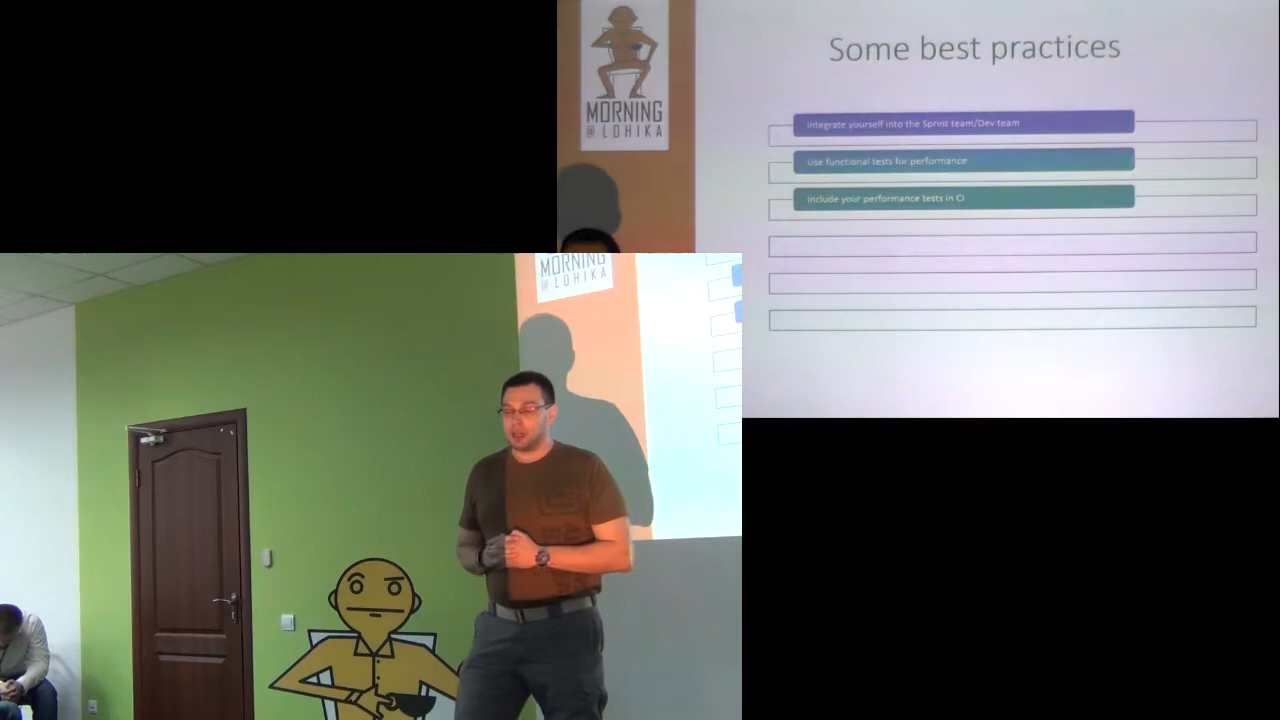 MORNING
@ LOHIKA
Some best practices
Integrate yourself into the Sprint team/Dev team
Use functional tests for performance
Include your performance tests in CI
MORNING
@ LOHIKA